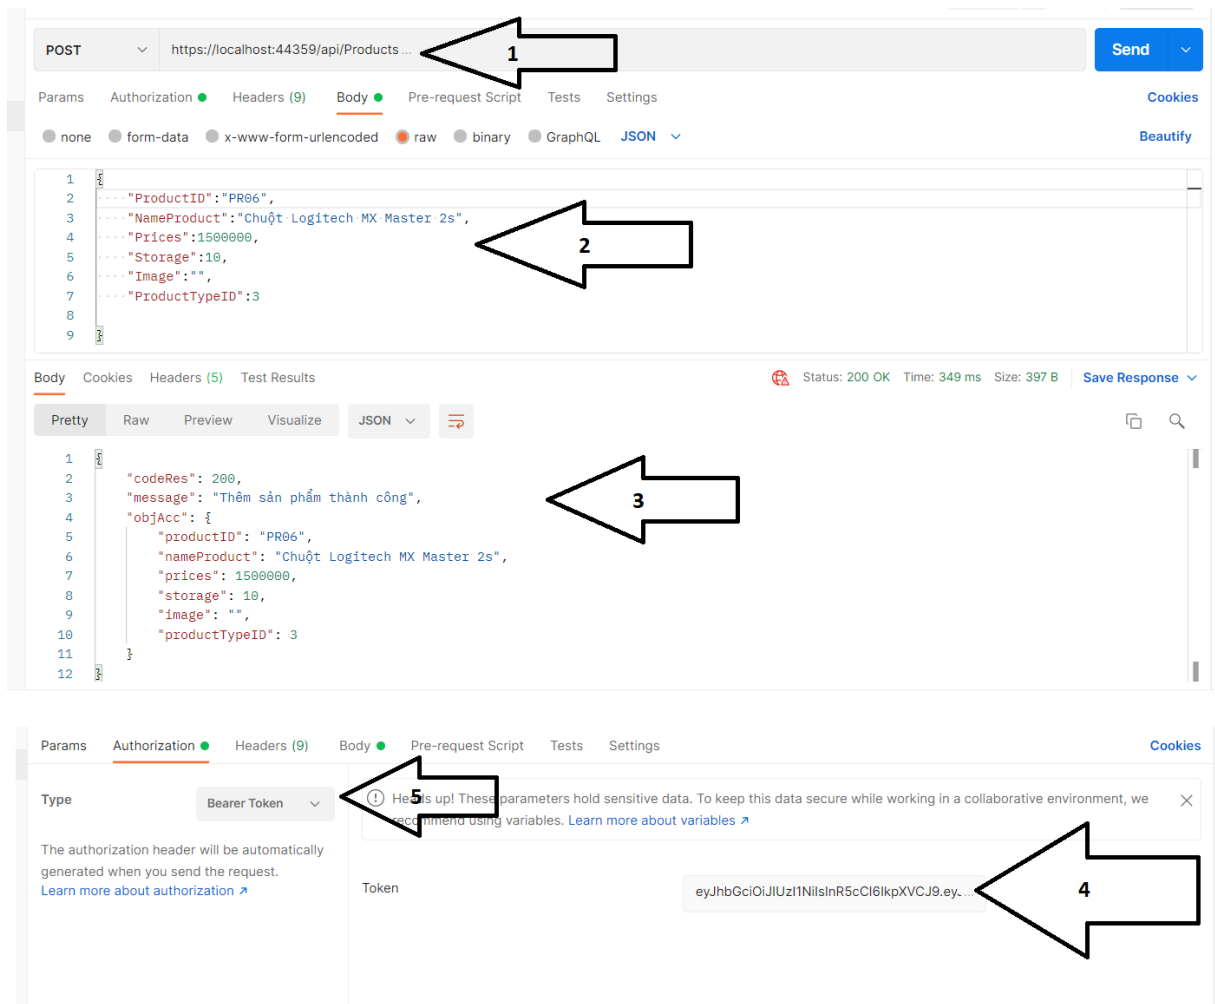 POST https://localhost:44359/api/Products ... 1 Send
Params Authorization Headers (9) Body Pre-request Script Tests Settings Cookies
none form-data x-www-form-urlencoded raw binary GraphQL JSON Beautify
1 {
2 "ProductID":"PR06",
3 "NameProduct":"Chuột Logitech MX Master 2s",
4 "Prices":1500000,
2
5 "Storage":10,
6 "Image":"",
7 "ProductTypeID":3
8
9 }
Body Cookies Headers (5) Test Results Status: 200 OK Time: 349 ms Size: 397 B Save Response
Pretty Raw Preview Visualize JSON
1 {
2 "codeRes": 200,
3 "message": "Thêm sản phẩm thành công",
3
4 "objAcc": {
5 "productID": "PR06",
6 "nameProduct": "Chuột Logitech MX Master 2s",
7 "prices": 1500000,
8 "storage": 10,
9 "image": "",
10 "productTypeID": 3
11 }
12 }
Params Authorization Headers (9) Body Pre-request Script Tests Settings Cookies
Type Bearer Token 5
Heads up! These parameters hold sensitive data. To keep this data secure while working in a collaborative environment, we
recommend using variables. Learn more about variables ↗
The authorization header will be automatically
generated when you send the request.
Learn more about authorization ↗
Token eyJhbGciOiJIUzI1NiIsInR5cCI6IkpXVCJ9.ey... 4